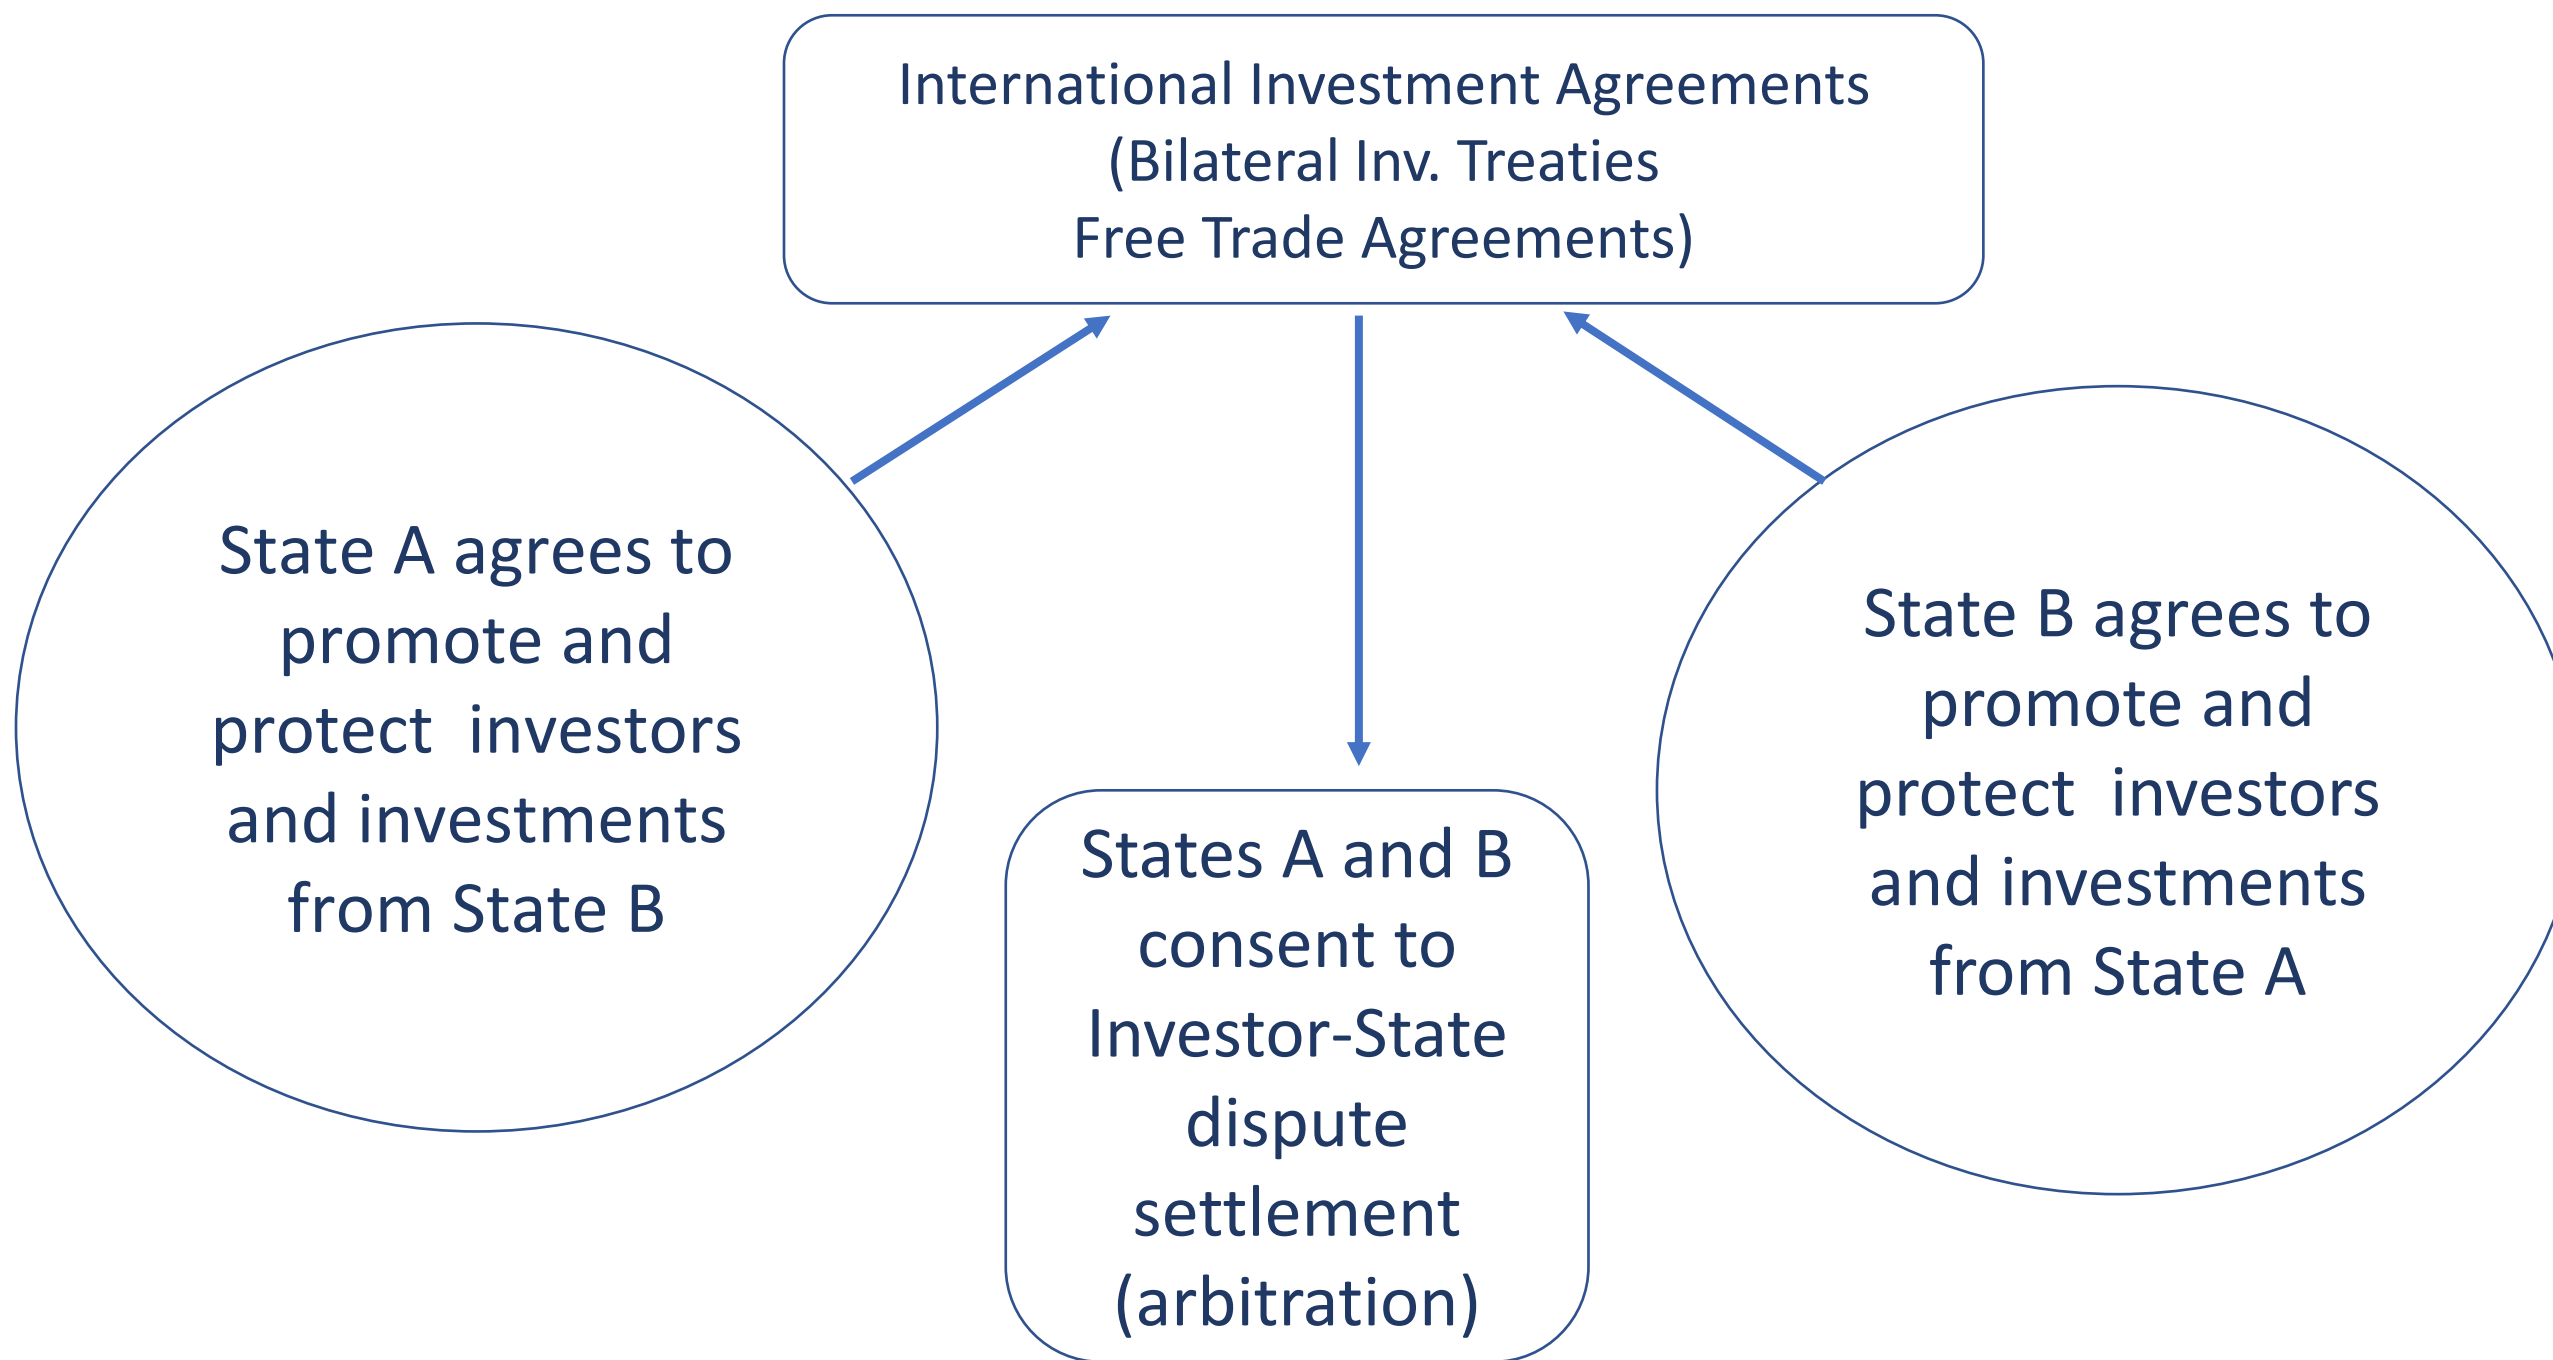 International Investment Agreements
(Bilateral Inv. Treaties
Free Trade Agreements)
State A agrees to
promote and
protect  investors
and investments
from State B
States A and B
consent to
Investor-State
dispute
settlement
(arbitration)
State B agrees to
promote and
protect  investors
and investments
from State A